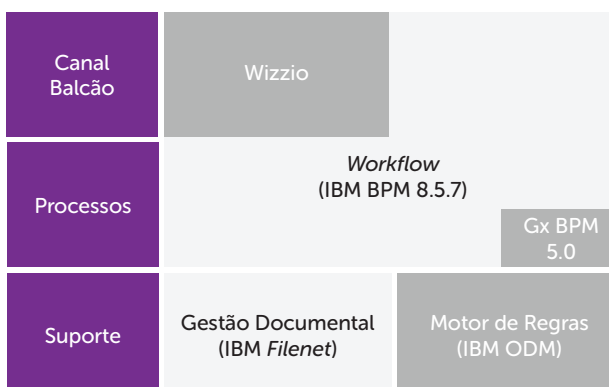 Canal
Balcão
Wizzio
Workflow
(IBM BPM 8.5.7)
Processos
Gx BPM
5.0
Suporte
Gestão Documental
(IBM Filenet)
Motor de Regras
(IBM ODM)